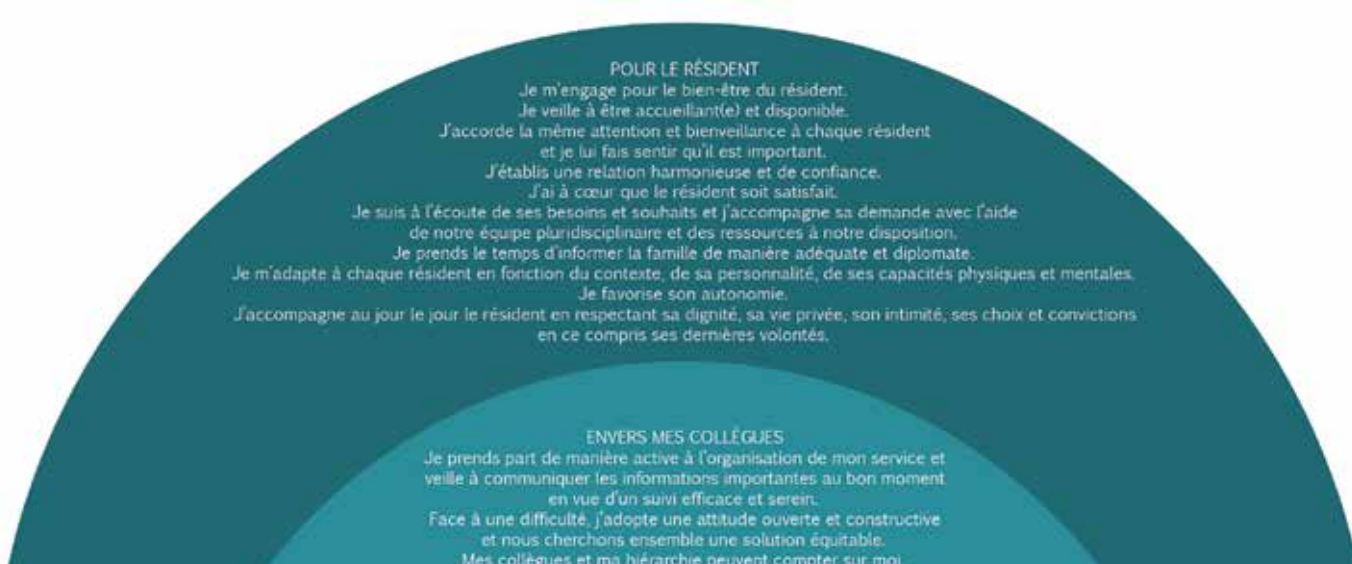 POUR LE RÉSIDENT
Je m'engage pour le bien-être du résident.
Je veille à être accueillant(e) et disponible.
J'accorde la même attention et bienveillance à chaque résident
et je lui fais sentir qu'il est important.
J'établis une relation harmonieuse et de confiance.
J'ai à cœur que le résident soit satisfait.
Je suis à l'écoute de ses besoins et souhaits et j'accompagne sa demande avec l'aide
de notre équipe pluridisciplinaire et des ressources à notre disposition.
Je prends le temps d'informer la famille de manière adéquate et diplomate.
Je m'adapte à chaque résident en fonction du contexte, de sa personnalité, de ses capacités physiques et mentales.
Je favorise son autonomie.
J'accompagne au jour le jour le résident en respectant sa dignité, sa vie privée, son intimité, ses choix et convictions
en ce compris ses dernières volontés.
ENVERS MES COLLÈGUES
Je prends part de manière active à l'organisation de mon service et
veille à communiquer les informations importantes au bon moment
en vue d'un suivi efficace et serein.
Face à une difficulté, j'adopte une attitude ouverte et constructive
et nous cherchons ensemble une solution équitable.
Mes collègues et ma hiérarchie peuvent compter sur moi